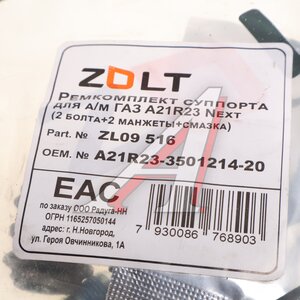 ZOLT
Ремкомплект суппорта
для а/м ГАЗ A21R23 Next
(2 болта+2 манжеты+смазка)
Part. № ZL09 516
OEM. № A21R23-3501214-20
EAC
по заказу ООО Радуга-НН
ОГРН 1165257050144
адрес: г. Н.Новгород,
ул. Героя Овчинникова, 1А
7 930086 768903